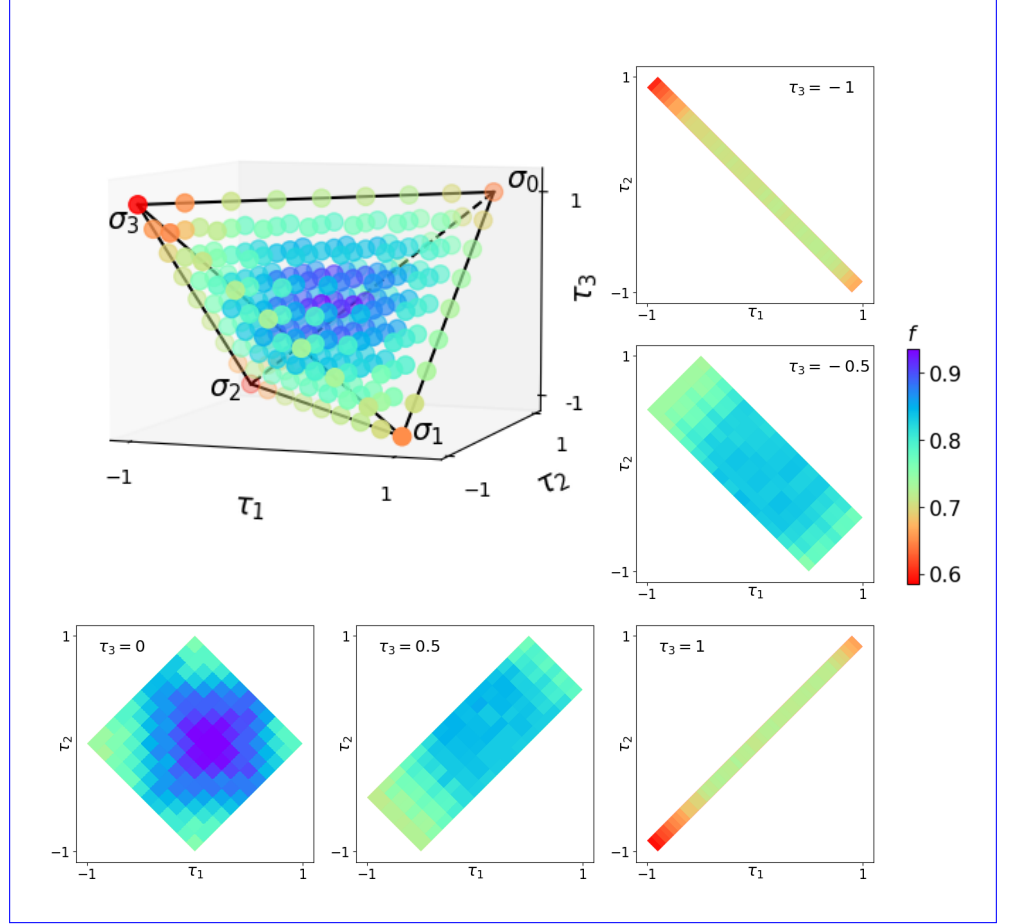 τ₃ = −1
1
τ₂
−1
−1
τ₁
1
σ₀
σ₃
σ₂
σ₁
1
τ₃
-1
−1
τ₁
1
−1
τ₂
1
τ₃ = −0.5
1
τ₂
−1
−1
τ₁
1
f
0.9
0.8
0.7
0.6
τ₃ = 0
1
τ₂
−1
−1
τ₁
1
τ₃ = 0.5
1
τ₂
−1
−1
τ₁
1
τ₃ = 1
1
τ₂
−1
−1
τ₁
1